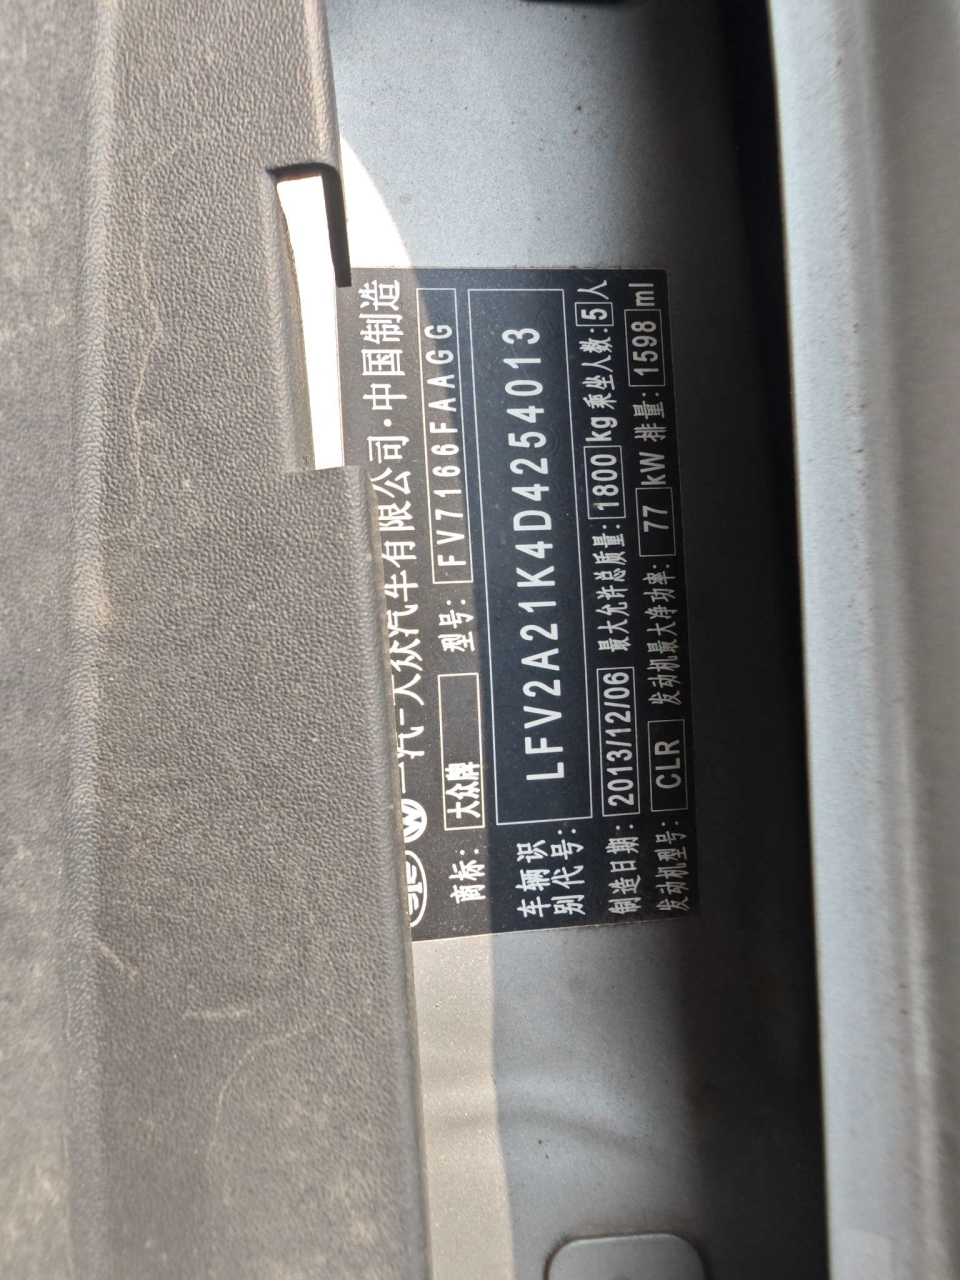 一汽-大众汽车有限公司·中国制造
商标: 大众牌 型号: FV7166FAAGG
车辆识别代号: LFV2A21K4D4254013
制造日期: 2013/12/06 最大允许总质量: 1800 kg 乘坐人数: 5 人
发动机型号: CLR 发动机最大净功率: 77 kW 排量: 1598 ml